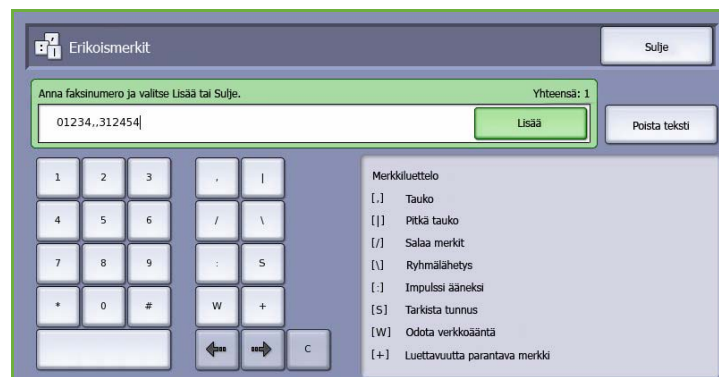 Erikoismerkit
Sulje
Anna faksinumero ja valitse Lisää tai Sulje.
Yhteensä: 1
01234,,312454
Lisää
Poista teksti
1 2 3 , |
4 5 6 / \
7 8 9 : S
* 0 # W +
C
Merkkiluettelo
[,] Tauko
[|] Pitkä tauko
[/] Salaa merkit
[\] Ryhmälähetys
[:] Impulssi ääneksi
[S] Tarkista tunnus
[W] Odota verkkoääntä
[+] Luettavuutta parantava merkki